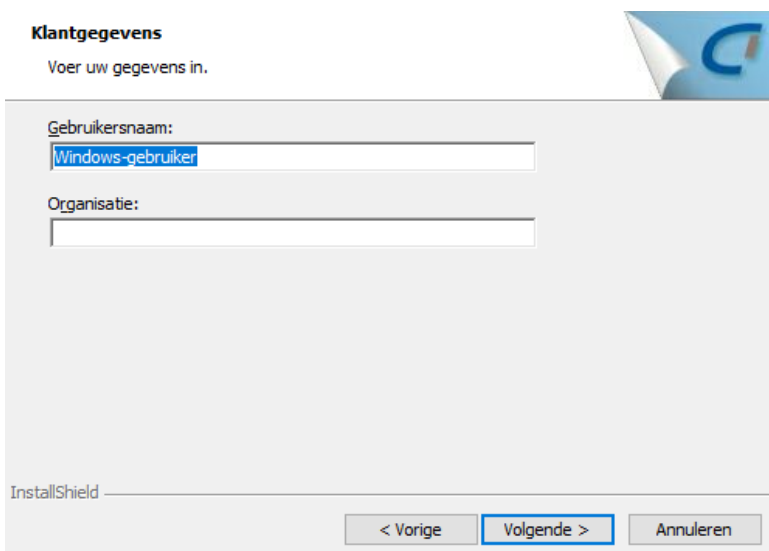 Klantgegevens
Voer uw gegevens in.
Gebruikersnaam:
Windows-gebruiker
Organisatie:
InstallShield
< Vorige
Volgende >
Annuleren